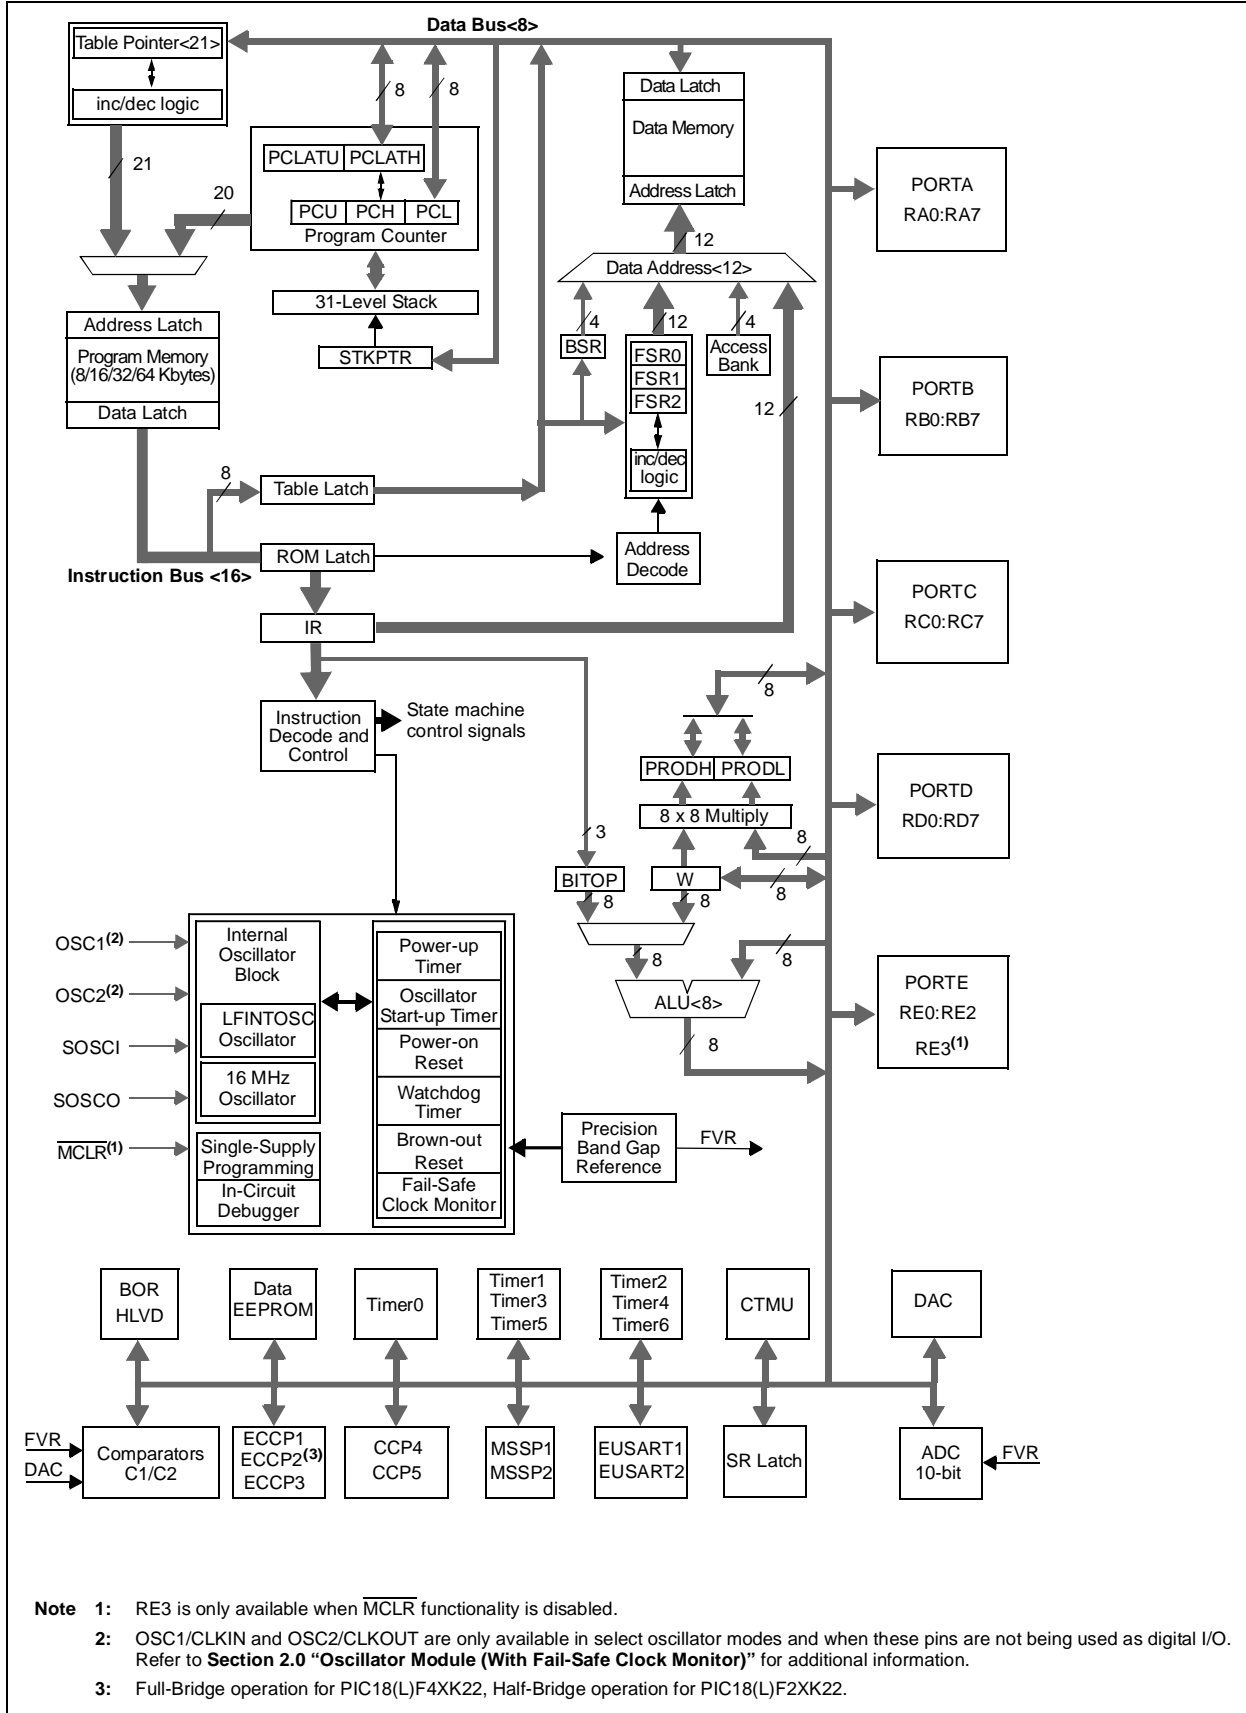 Data Bus<8>
Table Pointer<21>
inc/dec logic
21
20
8
8
PCLATU
PCLATH
PCU
PCH
PCL
Program Counter
31-Level Stack
STKPTR
Data Latch
Data Memory
Address Latch
12
Data Address<12>
4
12
4
BSR
FSR0
FSR1
FSR2
inc/dec
logic
Access
Bank
12
Address Latch
Program Memory
(8/16/32/64 Kbytes)
Data Latch
8
Table Latch
ROM Latch
Instruction Bus <16>
IR
Address
Decode
Instruction
Decode and
Control
State machine
control signals
8
PRODH
PRODL
8 x 8 Multiply
3
8
BITOP
W
8
8
8
8
8
ALU<8>
8
PORTA
RA0:RA7
PORTB
RB0:RB7
PORTC
RC0:RC7
PORTD
RD0:RD7
PORTE
RE0:RE2
RE3(1)
OSC1(2)
OSC2(2)
SOSCI
SOSCO
MCLR(1)
Internal
Oscillator
Block
LFINTOSC
Oscillator
16 MHz
Oscillator
Single-Supply
Programming
In-Circuit
Debugger
Power-up
Timer
Oscillator
Start-up Timer
Power-on
Reset
Watchdog
Timer
Brown-out
Reset
Fail-Safe
Clock Monitor
Precision
Band Gap
Reference
FVR
BOR
HLVD
Data
EEPROM
Timer0
Timer1
Timer3
Timer5
Timer2
Timer4
Timer6
CTMU
DAC
FVR
DAC
Comparators
C1/C2
ECCP1
ECCP2(3)
ECCP3
CCP4
CCP5
MSSP1
MSSP2
EUSART1
EUSART2
SR Latch
ADC
10-bit
FVR
Note 1: RE3 is only available when MCLR functionality is disabled.
2: OSC1/CLKIN and OSC2/CLKOUT are only available in select oscillator modes and when these pins are not being used as digital I/O.
Refer to Section 2.0 “Oscillator Module (With Fail-Safe Clock Monitor)” for additional information.
3: Full-Bridge operation for PIC18(L)F4XK22, Half-Bridge operation for PIC18(L)F2XK22.